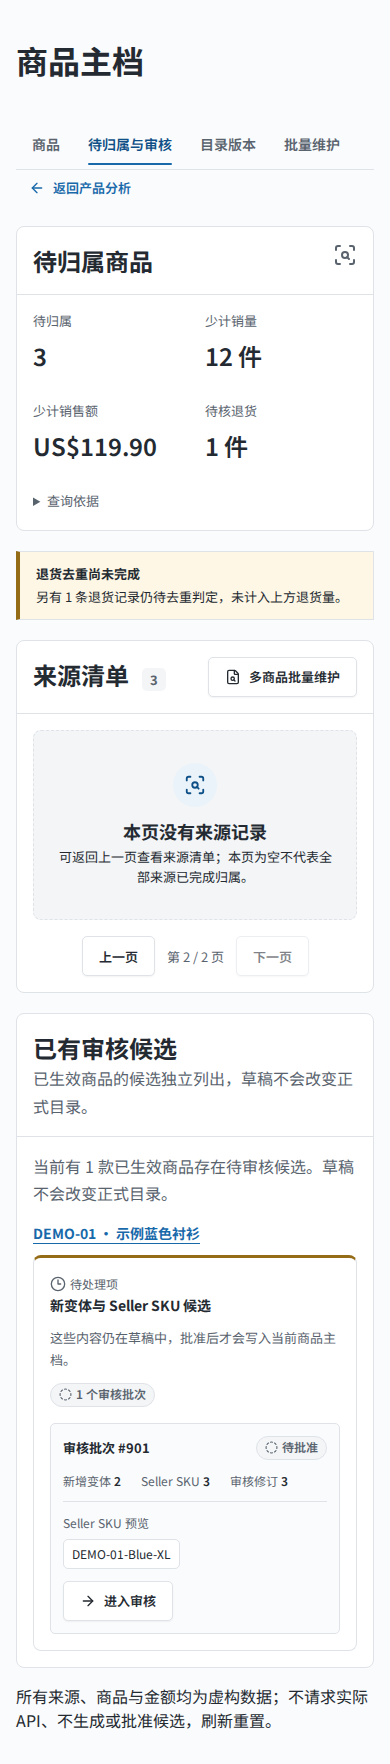 商品主档
商品 待归属与审核 目录版本 批量维护
← 返回产品分析
待归属商品
待归属 少计销量
3 12 件
少计销售额 待核退货
US$119.90 1 件
▶ 查询依据
退货去重尚未完成
另有 1 条退货记录仍待去重判定，未计入上方退货量。
来源清单 3 多商品批量维护
本页没有来源记录
可返回上一页查看来源清单；本页为空不代表全
部来源已完成归属。
上一页 第 2 / 2 页 下一页
已有审核候选
已生效商品的候选独立列出，草稿不会改变正
式目录。
当前有 1 款已生效商品存在待审核候选。草稿
不会改变正式目录。
DEMO-01 · 示例蓝色衬衫
待处理项
新变体与 Seller SKU 候选
这些内容仍在草稿中，批准后才会写入当前商品主
档。
1 个审核批次
审核批次 #901 待批准
新增变体 2 Seller SKU 3 审核修订 3
Seller SKU 预览
DEMO-01-Blue-XL
→ 进入审核
所有来源、商品与金额均为虚构数据；不请求实际
API、不生成或批准候选，刷新重置。